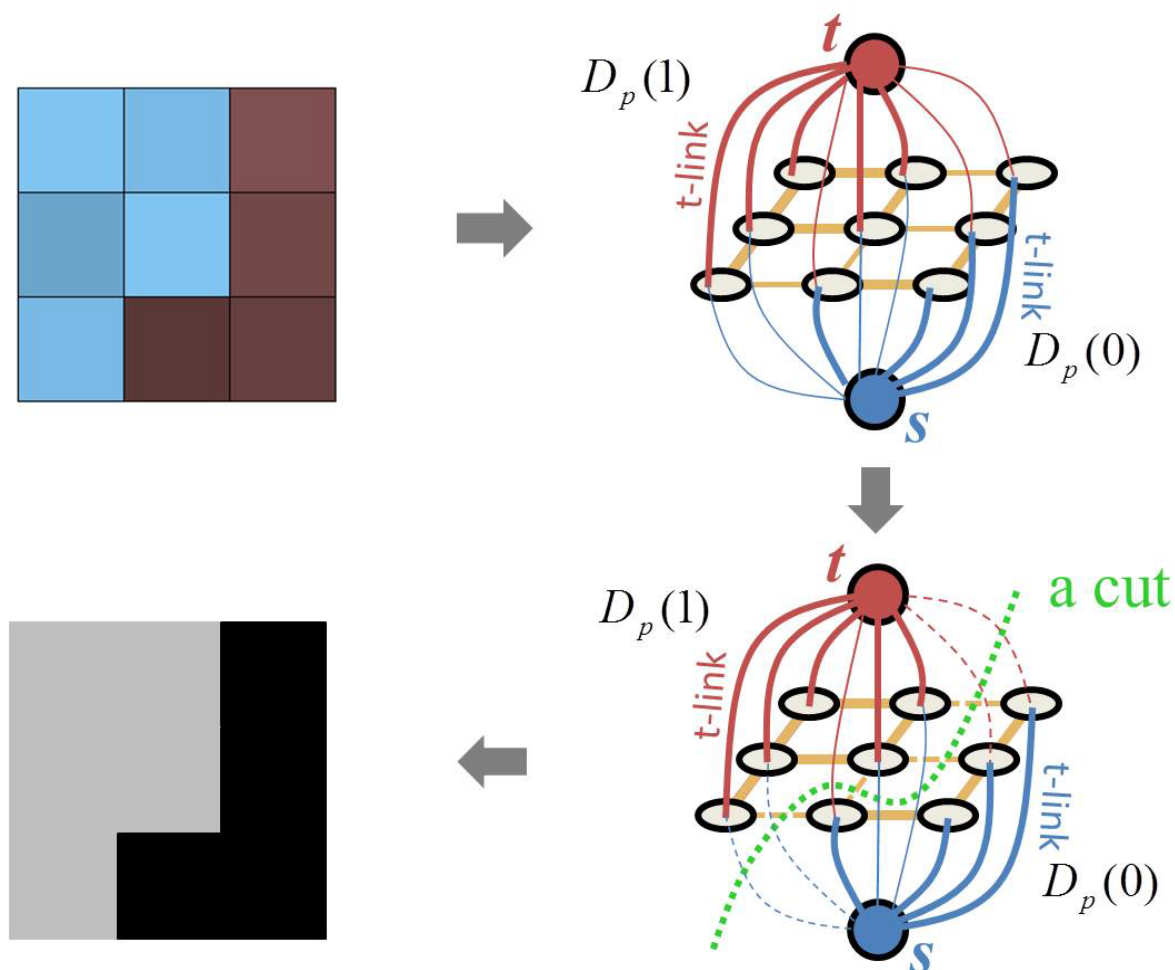 t
D_p(1)
t-link
t-link
D_p(0)
s
t
a cut
D_p(1)
t-link
t-link
D_p(0)
s